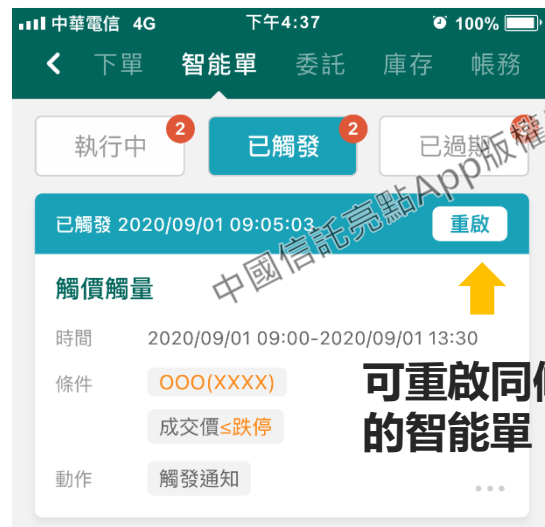 中華電信 4G 下午4:37 100%
下單 智能單 委託 庫存 帳務
執行中 2 已觸發 2 已過期
已觸發 2020/09/01 09:05:03 重啟
中國信託亮點App版權
觸價觸量
時間 2020/09/01 09:00-2020/09/01 13:30
條件 OOO(XXXX)
成交價≤跌停
可重啟同
的智能單
動作 觸發通知